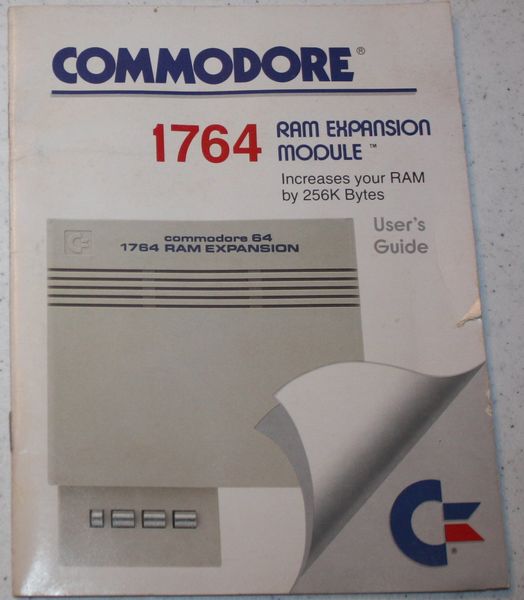 COMMODORE®
1764 RAM EXPANSION
MODULE™
Increases your RAM
by 256K Bytes
User's
Guide
commodore 64
1764 RAM EXPANSION
®